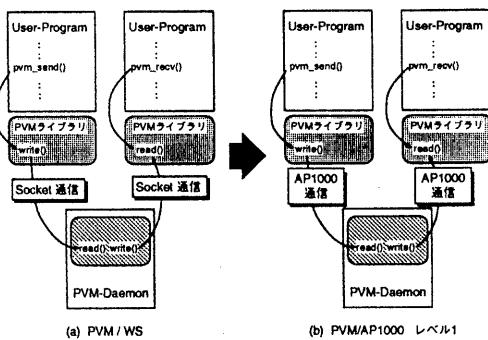 User-Program
pvm_send()
PVMライブラリ
write()
Socket 通信
User-Program
pvm_recv()
PVMライブラリ
read()
Socket 通信
read()
write()
PVM-Daemon
(a) PVM / WS
User-Program
pvm_send()
PVMライブラリ
write()
AP1000
通信
User-Program
pvm_recv()
PVMライブラリ
read()
AP1000
通信
read()
write()
PVM-Daemon
(b) PVM/AP1000 レベル1